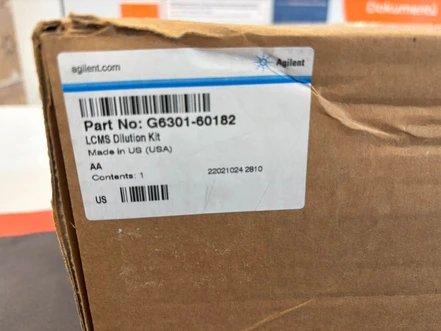 Dokumentů
agilent.com
Agilent
Part No: G6301-60182
LCMS Dilution Kit
Made in US (USA)
AA
Contents: 1
22021024 2810
US